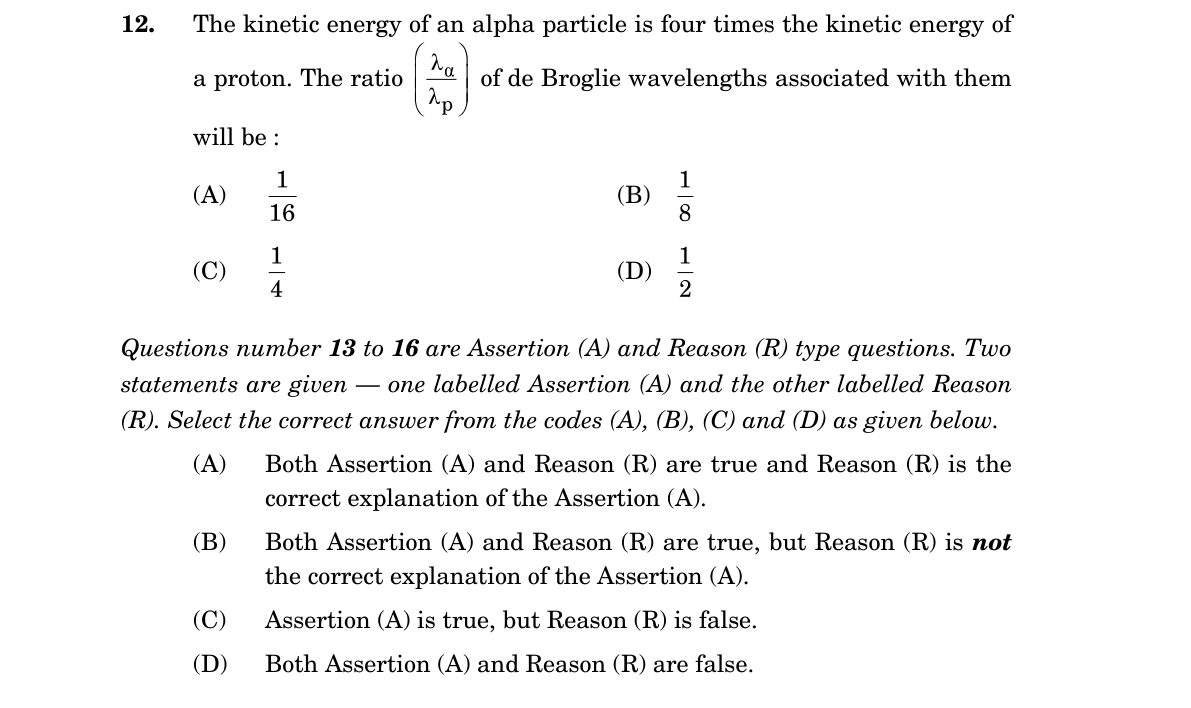 12. The kinetic energy of an alpha particle is four times the kinetic energy of
a proton. The ratio (λα/λp) of de Broglie wavelengths associated with them
will be :
(A) 1/16 (B) 1/8
(C) 1/4 (D) 1/2
Questions number 13 to 16 are Assertion (A) and Reason (R) type questions. Two
statements are given — one labelled Assertion (A) and the other labelled Reason
(R). Select the correct answer from the codes (A), (B), (C) and (D) as given below.
(A) Both Assertion (A) and Reason (R) are true and Reason (R) is the
correct explanation of the Assertion (A).
(B) Both Assertion (A) and Reason (R) are true, but Reason (R) is not
the correct explanation of the Assertion (A).
(C) Assertion (A) is true, but Reason (R) is false.
(D) Both Assertion (A) and Reason (R) are false.